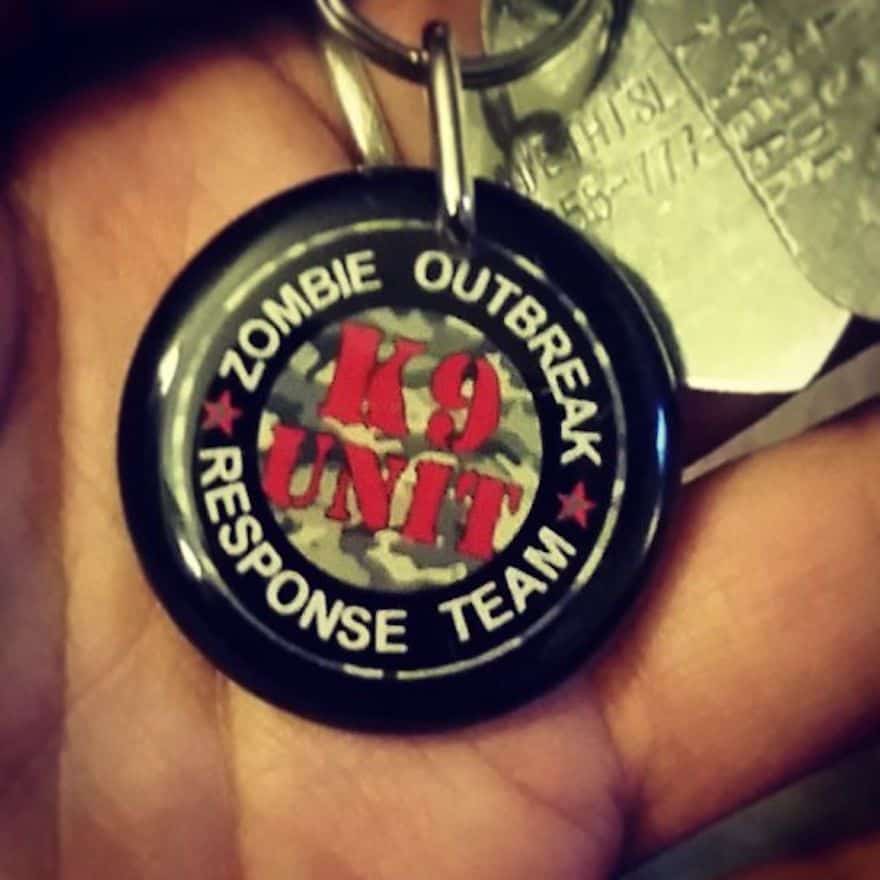 ZOMBIE OUTBREAK
K9
UNIT
RESPONSE TEAM